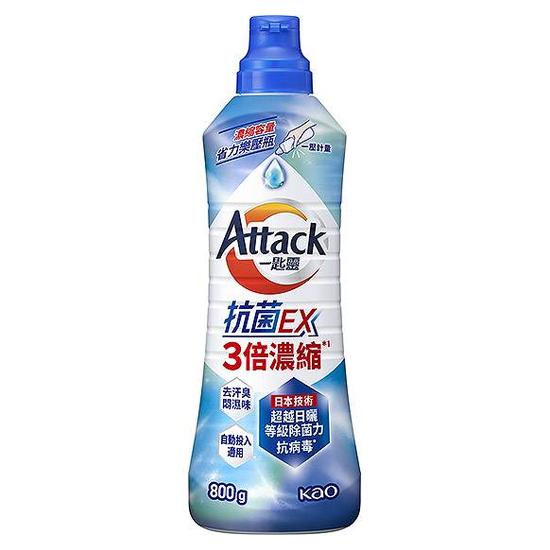 濃縮容量
省力樂壓瓶
一壓計量
Attack
一匙靈
抗菌EX
3倍濃縮*1
去汗臭
悶濕味
日本技術
超越日曬
等級除菌力
抗病毒*
自動投入
適用
800g
Kao